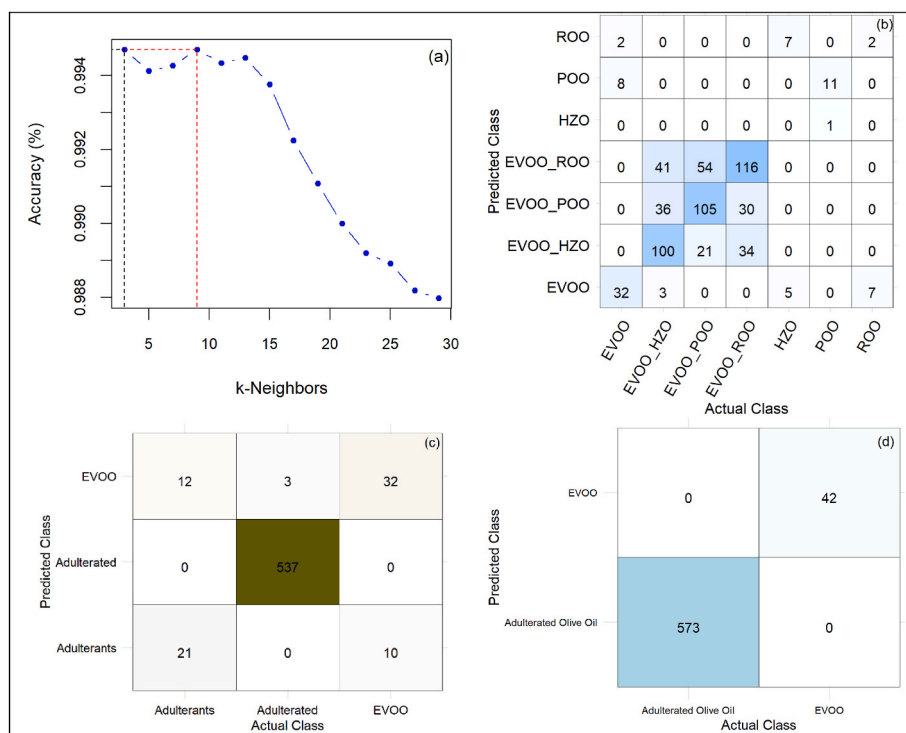 (a)
Accuracy (%)
0.994
0.992
0.990
0.988
5 10 15 20 25 30
k-Neighbors
(b)
Predicted Class
ROO 2 0 0 0 7 0 2
POO 8 0 0 0 0 11 0
HZO 0 0 0 0 0 1 0
EVOO_ROO 0 41 54 116 0 0 0
EVOO_POO 0 36 105 30 0 0 0
EVOO_HZO 0 100 21 34 0 0 0
EVOO 32 3 0 0 5 0 7
EVOO EVOO_HZO EVOO_POO EVOO_ROO HZO POO ROO
Actual Class
(c)
Predicted Class
EVOO 12 3 32
Adulterated 0 537 0
Adulterants 21 0 10
Adulterants Adulterated EVOO
Actual Class
(d)
Predicted Class
EVOO 0 42
Adulterated Olive Oil 573 0
Adulterated Olive Oil EVOO
Actual Class